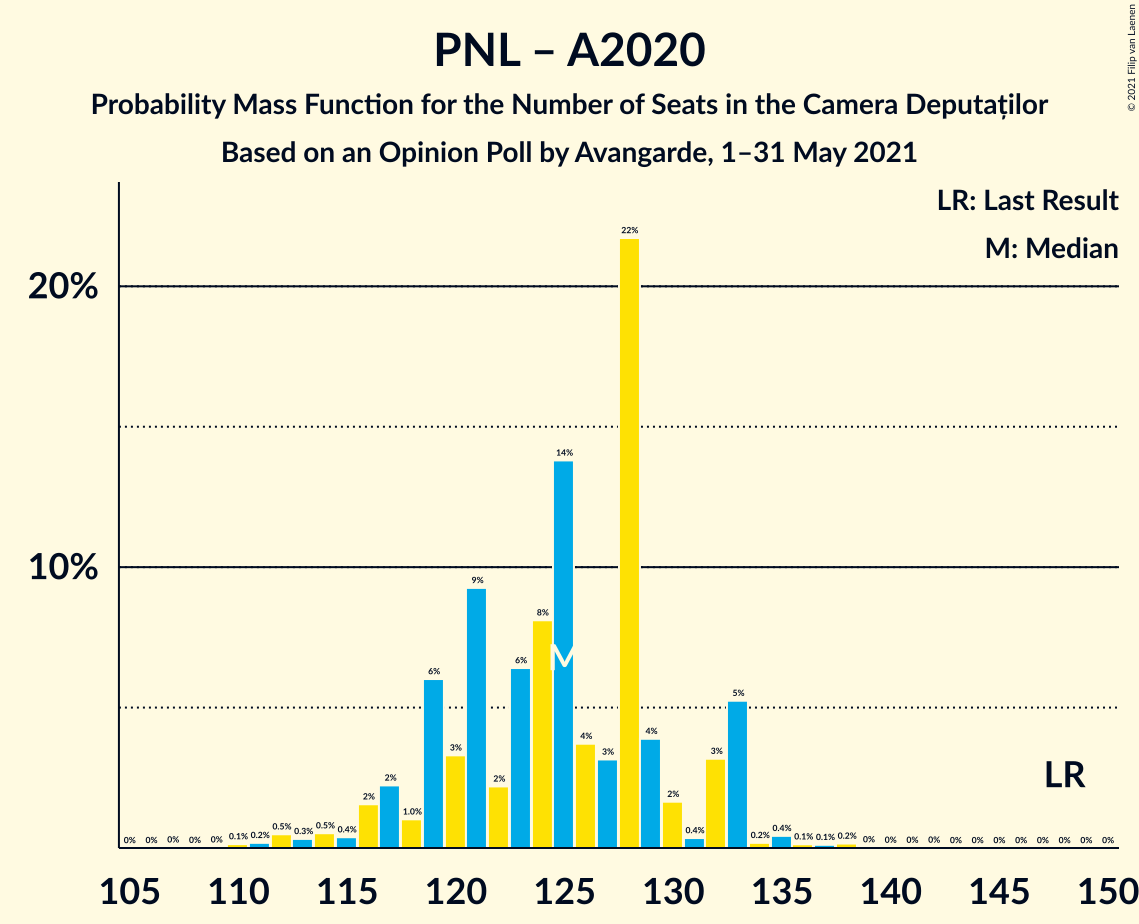 PNL – A2020
Probability Mass Function for the Number of Seats in the Camera Deputaților
Based on an Opinion Poll by Avangarde, 1–31 May 2021
© 2021 Filip van Laenen
LR: Last Result
M: Median
20%
10%
0% 0% 0% 0% 0% 0.1% 0.2% 0.5% 0.3% 0.5% 0.4% 2% 2% 1.0% 6% 3% 9% 2% 6% 8% 14% 4% 3% 22% 4% 2% 0.4% 3% 5% 0.2% 0.4% 0.1% 0.1% 0.2% 0% 0% 0% 0% 0% 0% 0% 0% 0% 0% 0% 0%
M
LR
105 110 115 120 125 130 135 140 145 150